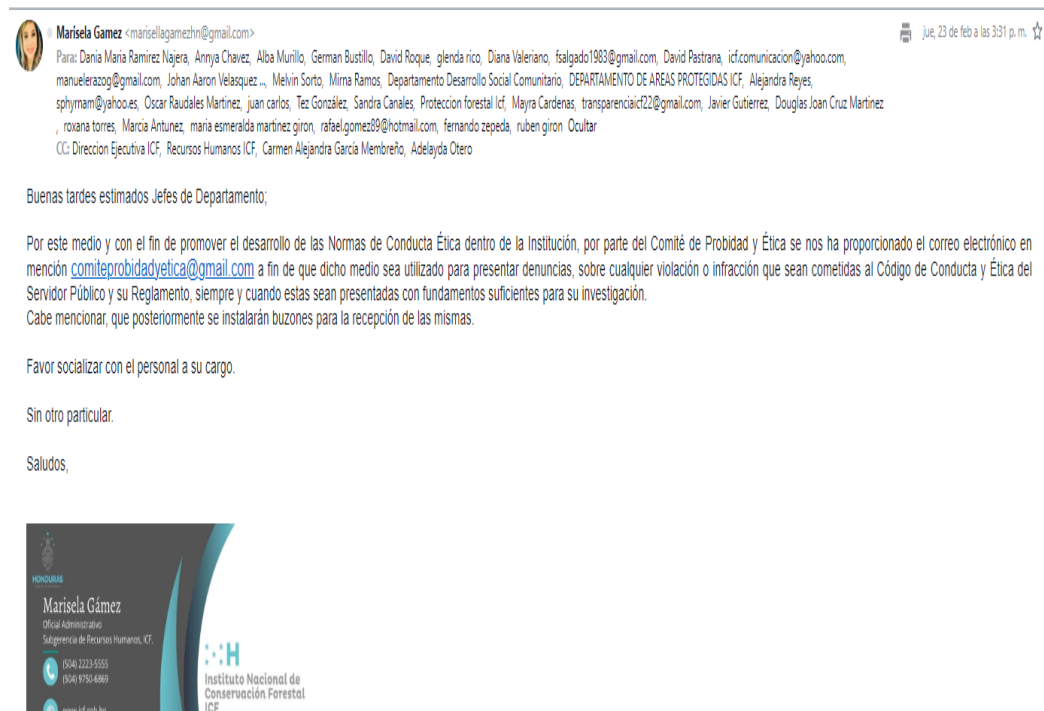 Marisela Gamez <marisellagamezhn@gmail.com>
jue, 23 de feb a las 3:31 p. m.
Para: Dania Maria Ramirez Najera, Annya Chavez, Alba Murillo, German Bustillo, David Roque, glenda rico, Diana Valeriano, fsalgado1983@gmail.com, David Pastrana, icf.comunicacion@yahoo.com,
manuelerazog@gmail.com, Johan Aaron Velasquez ..., Melvin Sorto, Mirna Ramos, Departamento Desarrollo Social Comunitario, DEPARTAMENTO DE AREAS PROTEGIDAS ICF, Alejandra Reyes,
sphyrnam@yahoo.es, Oscar Raudales Martinez, juan carlos, Tez González, Sandra Canales, Proteccion forestal Icf, Mayra Cardenas, transparenciaicf22@gmail.com, Javier Gutierrez, Douglas Joan Cruz Martinez
, roxana torres, Marcia Antunez, maria esmeralda martinez giron, rafael.gomez89@hotmail.com, fernando zepeda, ruben giron Ocultar
CC: Direccion Ejecutiva ICF, Recursos Humanos ICF, Carmen Alejandra García Membreño, Adelayda Otero
Buenas tardes estimados Jefes de Departamento;
Por este medio y con el fin de promover el desarrollo de las Normas de Conducta Ética dentro de la Institución, por parte del Comité de Probidad y Ética se nos ha proporcionado el correo electrónico en
mención comiteprobidadyetica@gmail.com a fin de que dicho medio sea utilizado para presentar denuncias, sobre cualquier violación o infracción que sean cometidas al Código de Conducta y Ética del
Servidor Público y su Reglamento, siempre y cuando estas sean presentadas con fundamentos suficientes para su investigación.
Cabe mencionar, que posteriormente se instalarán buzones para la recepción de las mismas.
Favor socializar con el personal a su cargo.
Sin otro particular.
Saludos,
HONDURAS
Marisela Gámez
Oficial Administrativo
Subgerencia de Recursos Humanos, ICF.
(504) 2223-5555
(504) 9750-6869
www.icf.gob.hn
H
Instituto Nacional de
Conservación Forestal
ICF